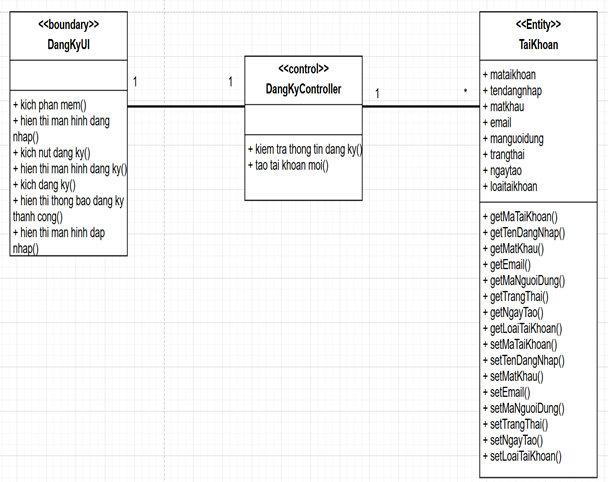 <<boundary>>
DangKyUI
+ kich phan mem()
+ hien thi man hinh dang
nhap()
+ kich nut dang ky()
+ hien thi man hinh dang ky()
+ kich dang ky()
+ hien thi thong bao dang ky
thanh cong()
+ hien thi man hinh dap
nhap()
1
1
<<control>>
DangKyController
+ kiem tra thong tin dang ky()
+ tao tai khoan moi()
1
*
<<Entity>>
TaiKhoan
+ mataikhoan
+ tendangnhap
+ matkhau
+ email
+ manguoidung
+ trangthai
+ ngaytao
+ loaitaikhoan
+ getMaTaiKhoan()
+ getTenDangNhap()
+ getMatKhau()
+ getEmail()
+ getMaNguoiDung()
+ getTrangThai()
+ getNgayTao()
+ getLoaiTaiKhoan()
+ setMaTaiKhoan()
+ setTenDangNhap()
+ setMatKhau()
+ setEmail()
+ setMaNguoiDung()
+ setTrangThai()
+ setNgayTao()
+ setLoaiTaiKhoan()